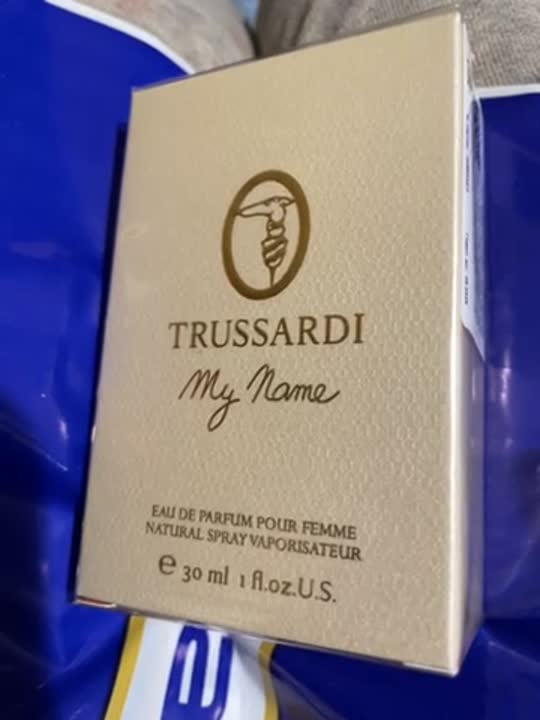 TRUSSARDI
My Name
EAU DE PARFUM POUR FEMME
NATURAL SPRAY VAPORISATEUR
e 30 ml 1 fl.oz.U.S.